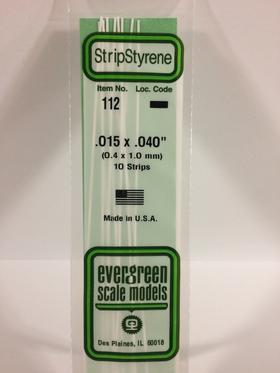 StripStyrene
Item No. Loc. Code
112
.015 x .040"
(0.4 x 1.0 mm)
10 Strips
Made in U.S.A.
evergreen
scale models
Des Plaines, IL 60018